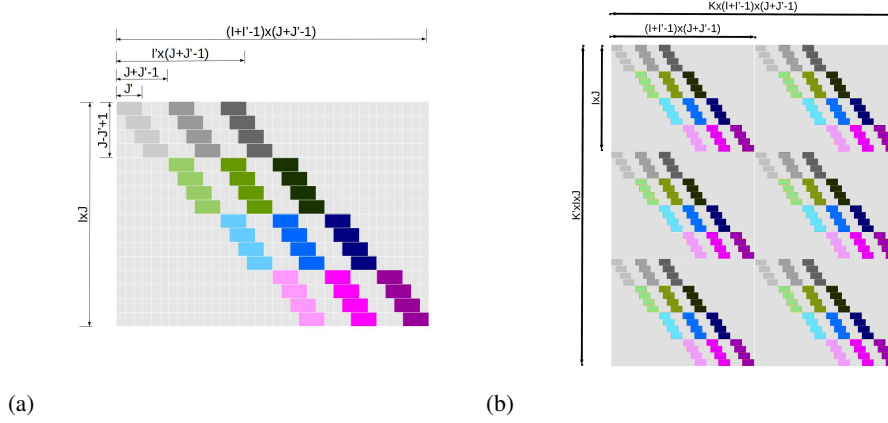 (I+I'-1)x(J+J'-1)
I'x(J+J'-1)
J+J'-1
J'
J-J'+1
IxJ
(a)
Kx(I+I'-1)x(J+J'-1)
(I+I'-1)x(J+J'-1)
IxJ
K'xIxJ
(b)